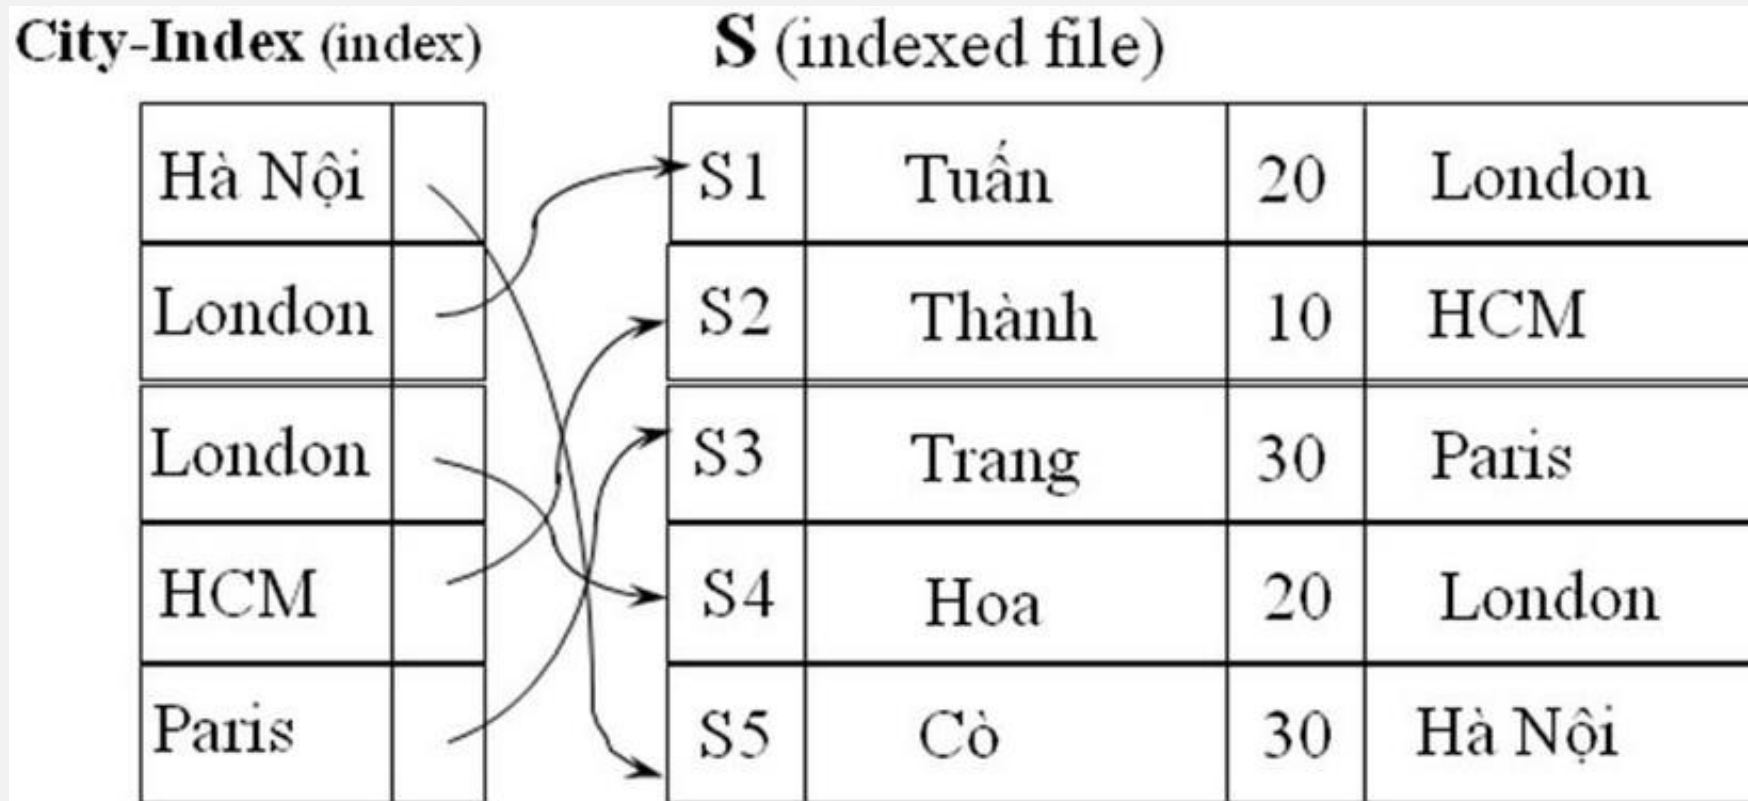 City-Index (index) S (indexed file)
Hà Nội S1 Tuấn 20 London
London S2 Thành 10 HCM
London S3 Trang 30 Paris
HCM S4 Hoa 20 London
Paris S5 Cò 30 Hà Nội